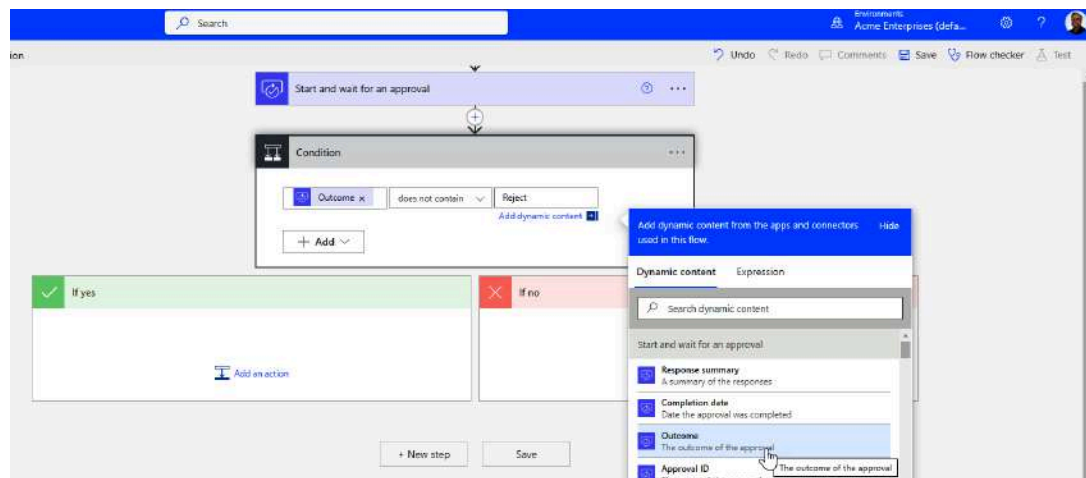 Search
Environments
Acme Enterprises (defa...
ion
Undo
Redo
Comments
Save
Flow checker
Test
Start and wait for an approval
Condition
Outcome
does not contain
Reject
Add dynamic content
Add
If yes
If no
Add an action
+ New step
Save
Add dynamic content from the apps and connectors
used in this flow.
Hide
Dynamic content
Expression
Search dynamic content
Start and wait for an approval
Response summary
A summary of the responses
Completion date
Date the approval was completed
Outcome
The outcome of the approval
The outcome of the approval
Approval ID